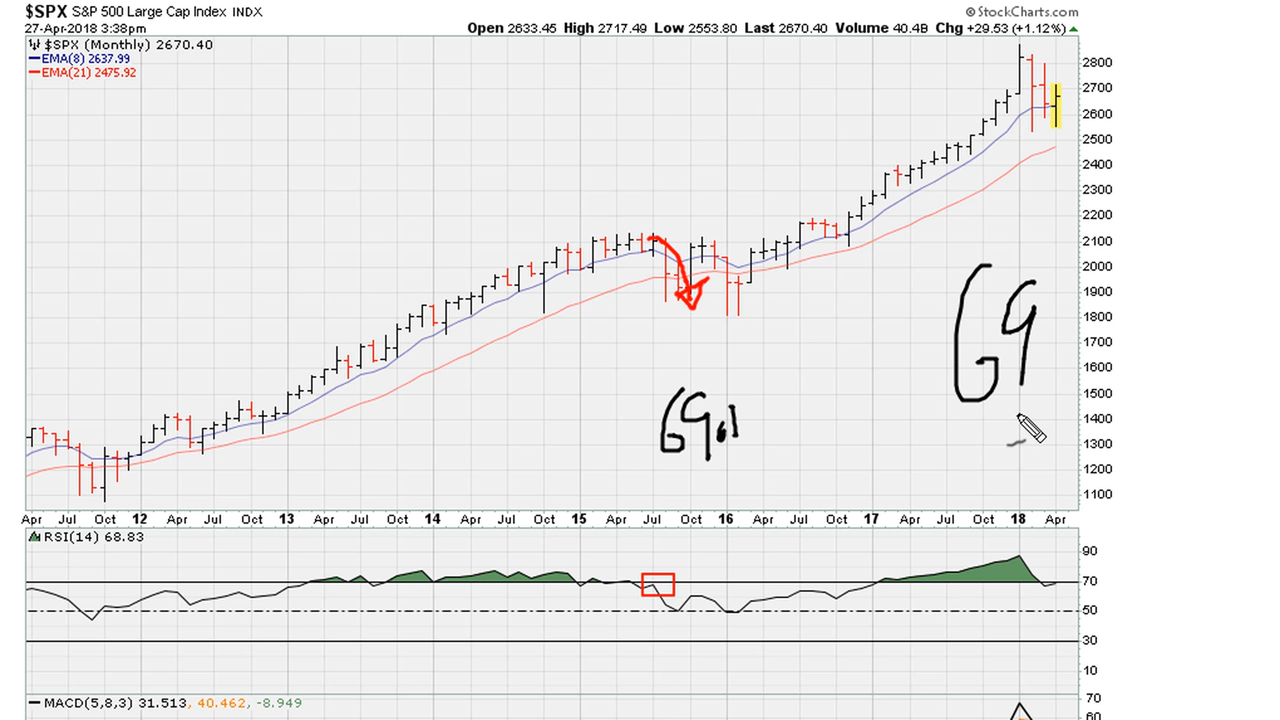 $SPX S&P 500 Large Cap Index INDX
© StockCharts.com
27-Apr-2018 3:38pm
Open 2633.45 High 2717.49 Low 2553.80 Last 2670.40 Volume 40.4B Chg +29.53 (+1.12%)
$SPX (Monthly) 2670.40
EMA(8) 2637.99
EMA(21) 2475.92
2800
2700
2600
2500
2400
2300
2200
2100
2000
1900
1800
1700
1600
1500
1400
1300
1200
1100
69
69.1
Apr Jul Oct 12 Apr Jul Oct 13 Apr Jul Oct 14 Apr Jul Oct 15 Apr Jul Oct 16 Apr Jul Oct 17 Apr Jul Oct 18 Apr
RSI(14) 68.83
90
70
50
30
10
MACD(5,8,3) 31.513, 40.462, -8.949
70
60